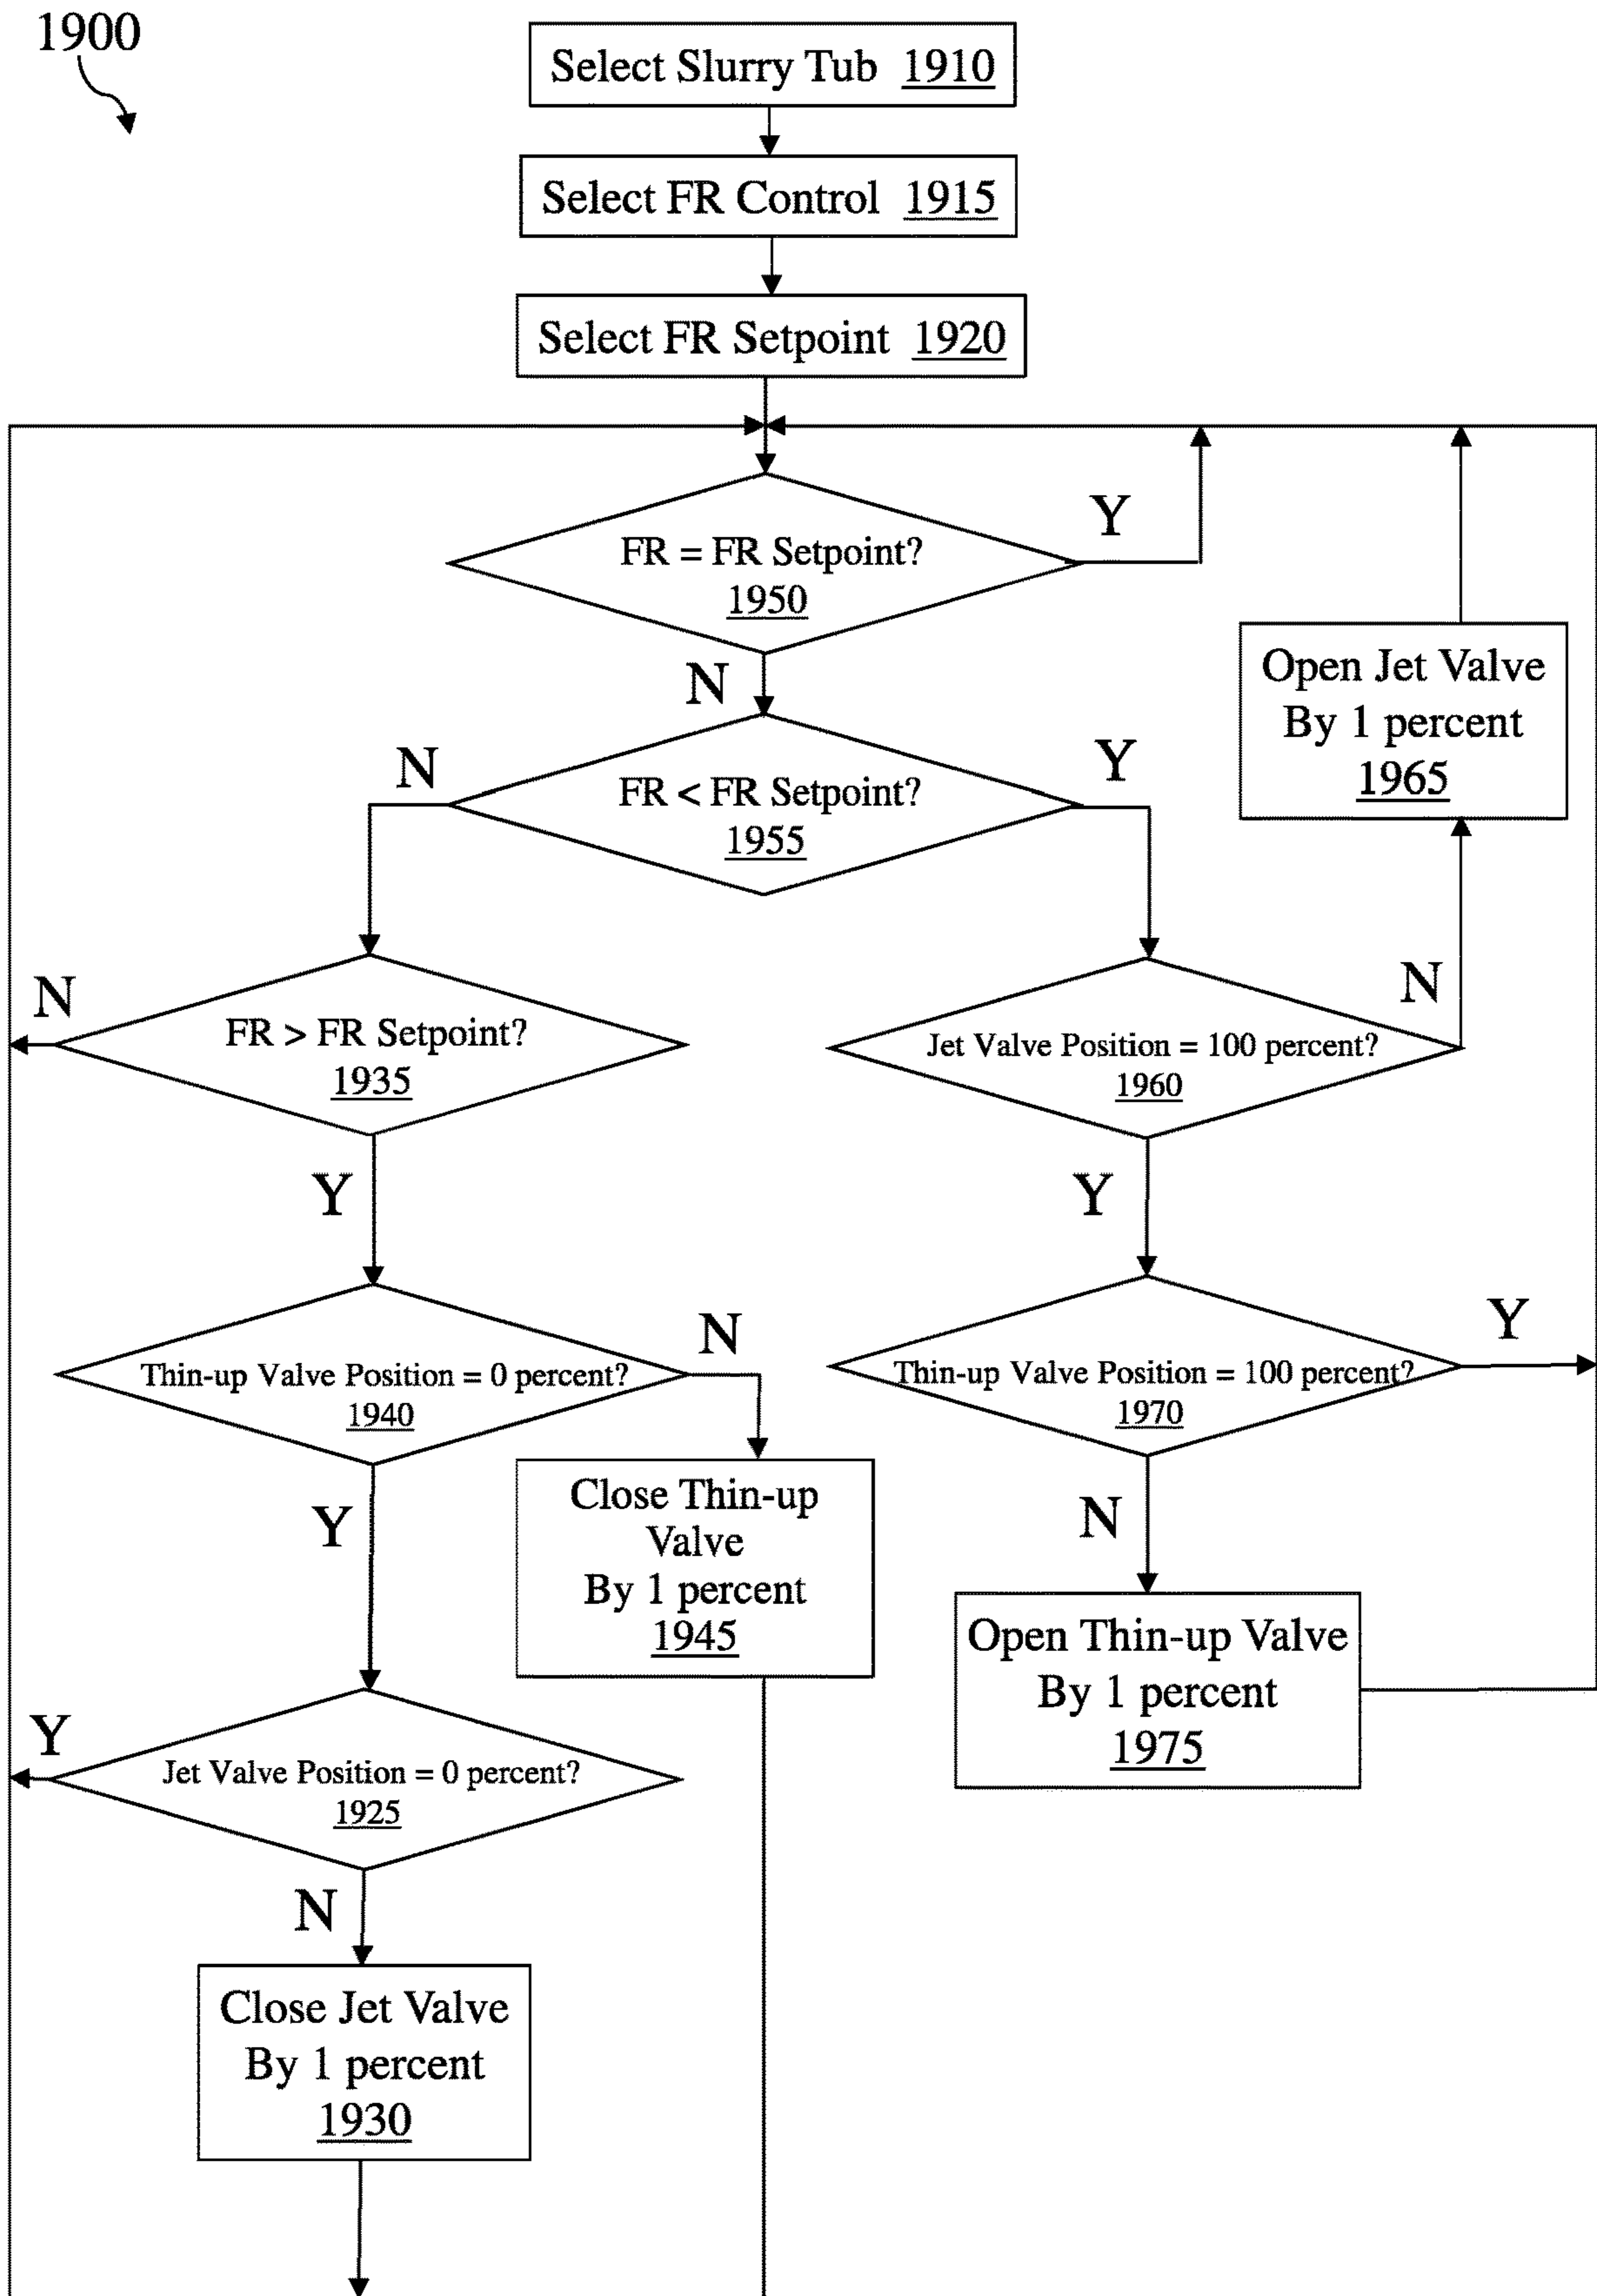 1900
Select Slurry Tub 1910
Select FR Control 1915
Select FR Setpoint 1920
FR = FR Setpoint?
1950
Y
N
Open Jet Valve
By 1 percent
1965
FR < FR Setpoint?
1955
N
Y
FR > FR Setpoint?
1935
N
Y
Jet Valve Position = 100 percent?
1960
N
Y
Thin-up Valve Position = 0 percent?
1940
N
Y
Thin-up Valve Position = 100 percent?
1970
Y
N
Close Thin-up
Valve
By 1 percent
1945
Open Thin-up Valve
By 1 percent
1975
Jet Valve Position = 0 percent?
1925
Y
N
Close Jet Valve
By 1 percent
1930